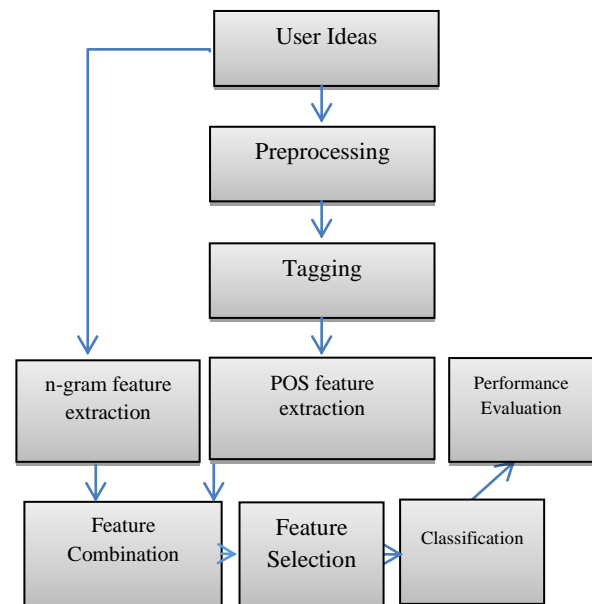 User Ideas
Preprocessing
Tagging
n-gram feature
extraction
POS feature
extraction
Performance
Evaluation
Feature
Combination
Feature
Selection
Classification